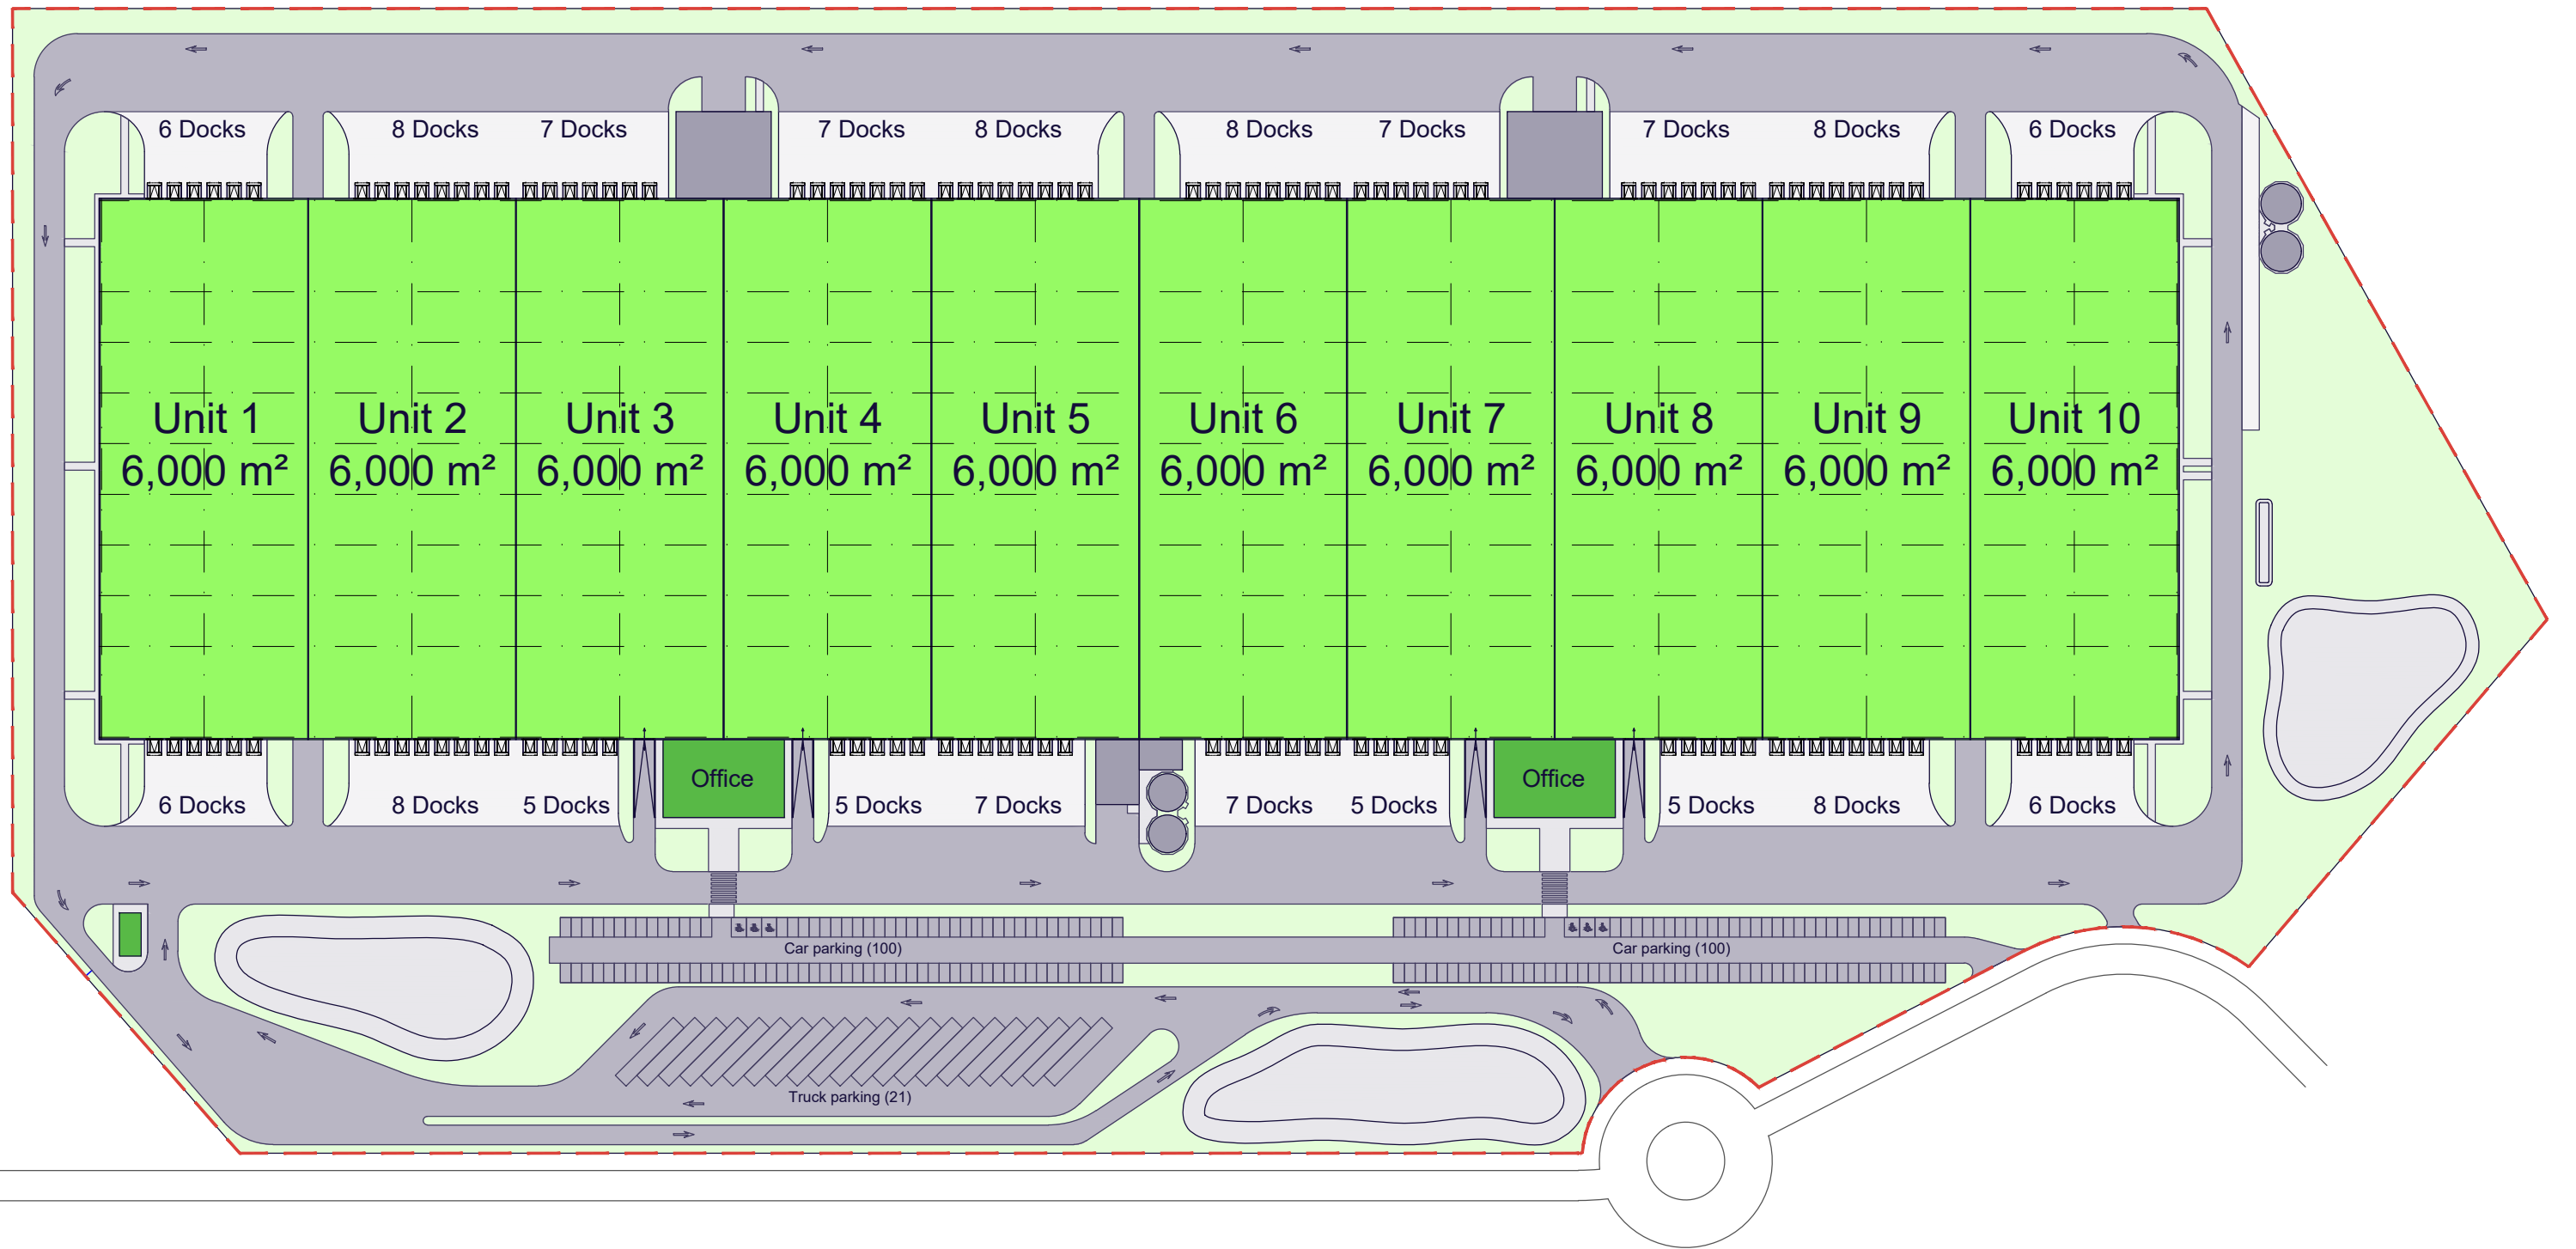 6 Docks
8 Docks
7 Docks
7 Docks
8 Docks
8 Docks
7 Docks
7 Docks
8 Docks
6 Docks
Unit 1
6,000 m²
Unit 2
6,000 m²
Unit 3
6,000 m²
Unit 4
6,000 m²
Unit 5
6,000 m²
Unit 6
6,000 m²
Unit 7
6,000 m²
Unit 8
6,000 m²
Unit 9
6,000 m²
Unit 10
6,000 m²
6 Docks
8 Docks
5 Docks
Office
5 Docks
7 Docks
7 Docks
5 Docks
Office
5 Docks
8 Docks
6 Docks
Car parking (100)
Car parking (100)
Truck parking (21)